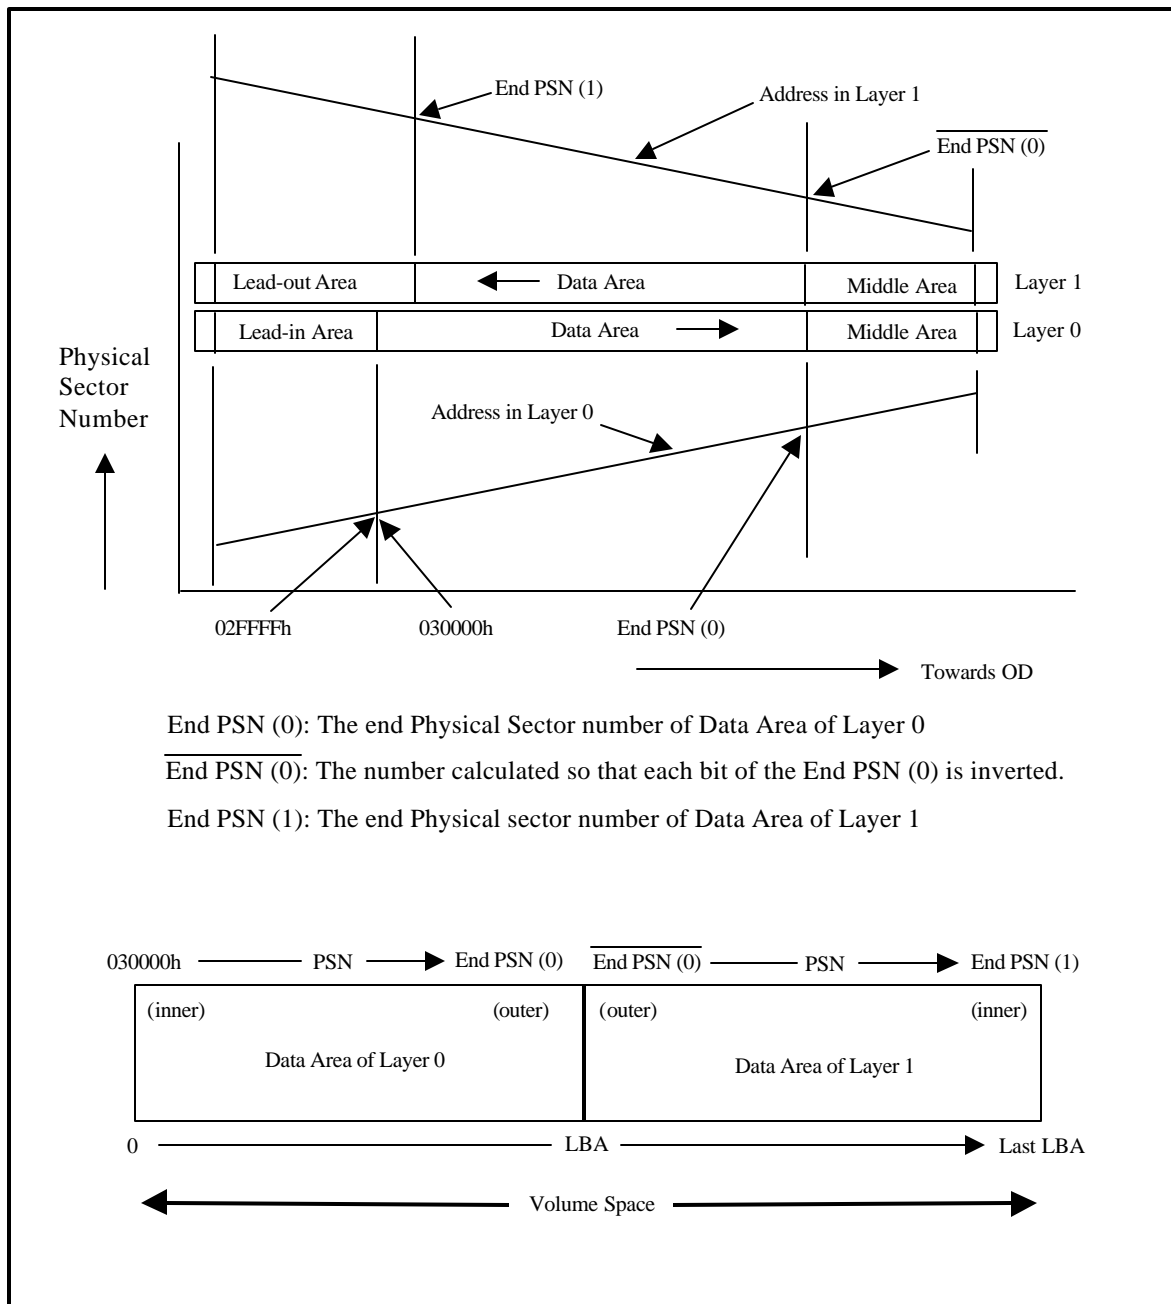 End PSN (1)
Address in Layer 1
End PSN (0)
Lead-out Area
Data Area
Middle Area
Layer 1
Lead-in Area
Data Area
Middle Area
Layer 0
Physical
Sector
Number
Address in Layer 0
02FFFFh
030000h
End PSN (0)
Towards OD
End PSN (0): The end Physical Sector number of Data Area of Layer 0
End PSN (0): The number calculated so that each bit of the End PSN (0) is inverted.
End PSN (1): The end Physical sector number of Data Area of Layer 1
030000h
PSN
End PSN (0)
End PSN (0)
PSN
End PSN (1)
(inner)
(outer)
(outer)
(inner)
Data Area of Layer 0
Data Area of Layer 1
0
LBA
Last LBA
Volume Space